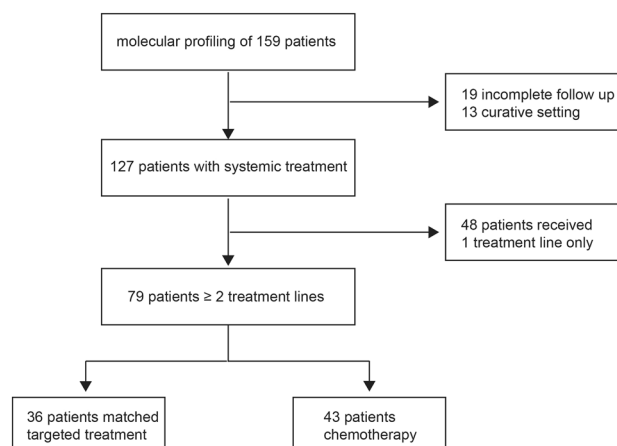 molecular profiling of 159 patients
19 incomplete follow up
13 curative setting
127 patients with systemic treatment
48 patients received
1 treatment line only
79 patients ≥ 2 treatment lines
36 patients matched
targeted treatment
43 patients
chemotherapy